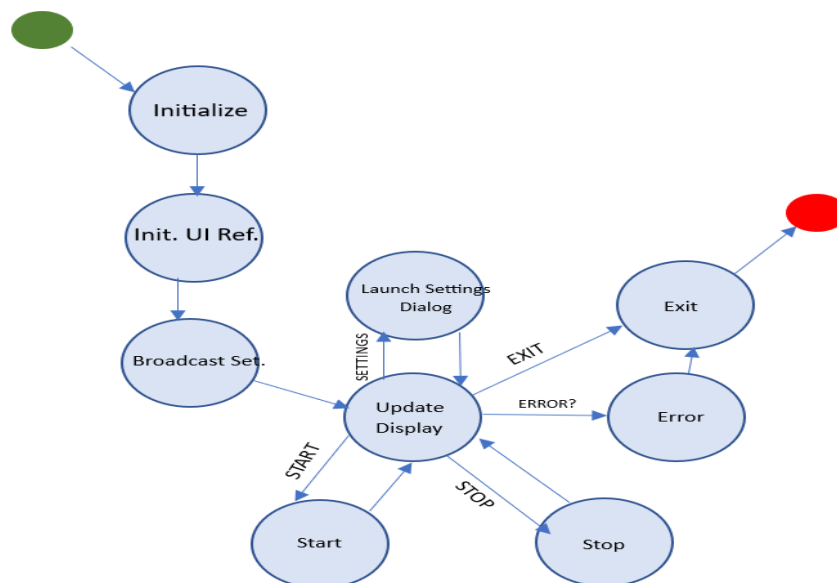 Initialize
Init. UI Ref.
Launch Settings
Dialog
Exit
EXIT
SETTINGS
Broadcast Set.
Update
Display
ERROR?
Error
START
STOP
Start
Stop